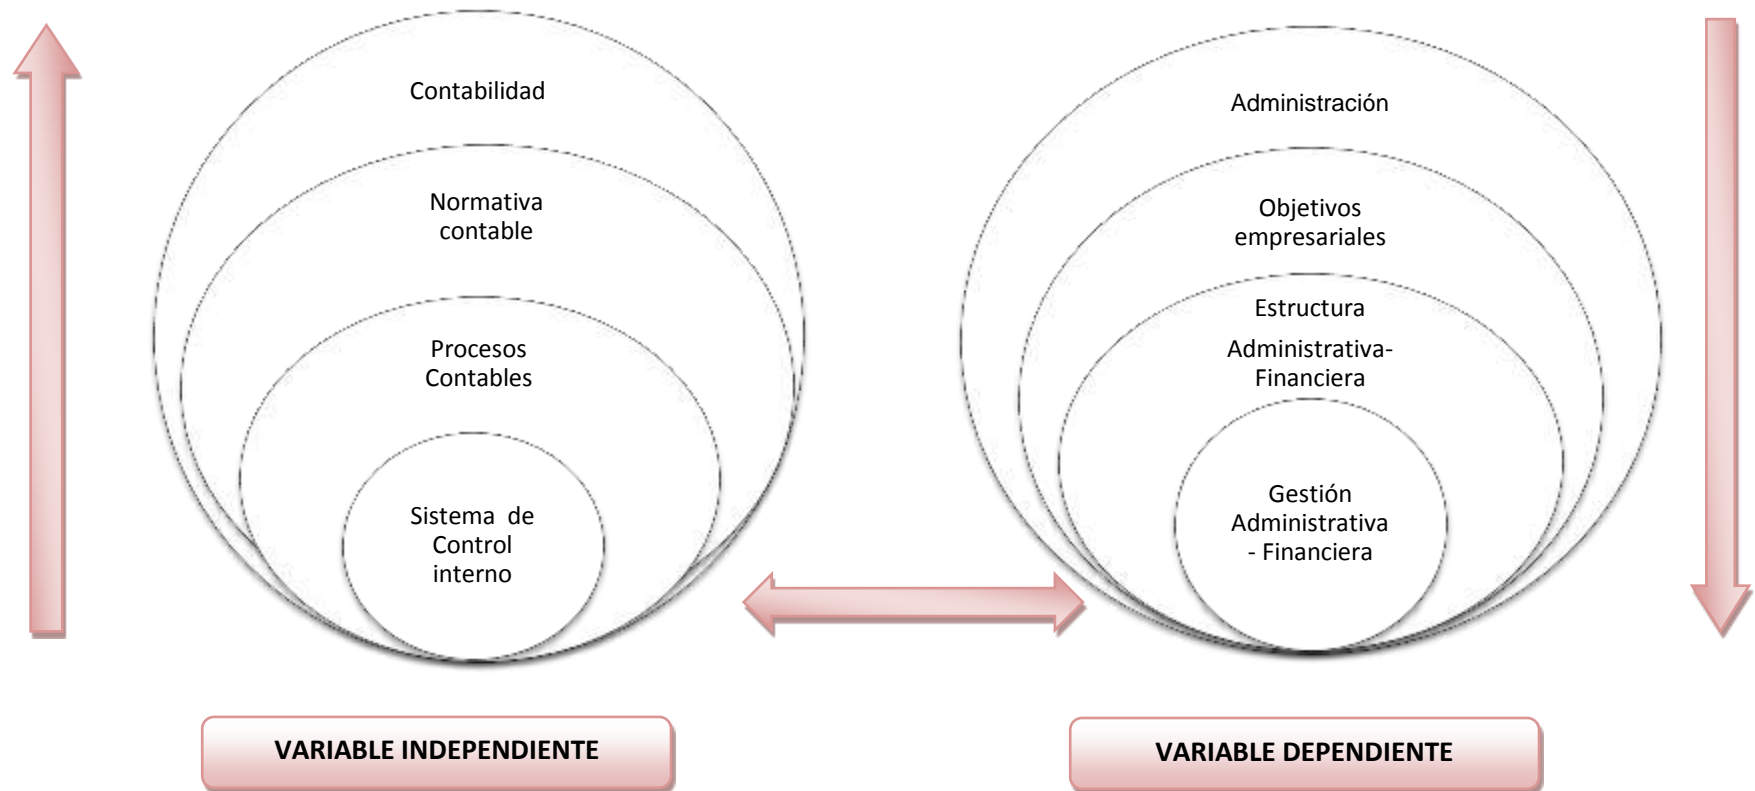 Contabilidad
Normativa
contable
Procesos
Contables
Sistema de
Control
interno
VARIABLE INDEPENDIENTE
Administración
Objetivos
empresariales
Estructura
Administrativa-
Financiera
Gestión
Administrativa
- Financiera
VARIABLE DEPENDIENTE